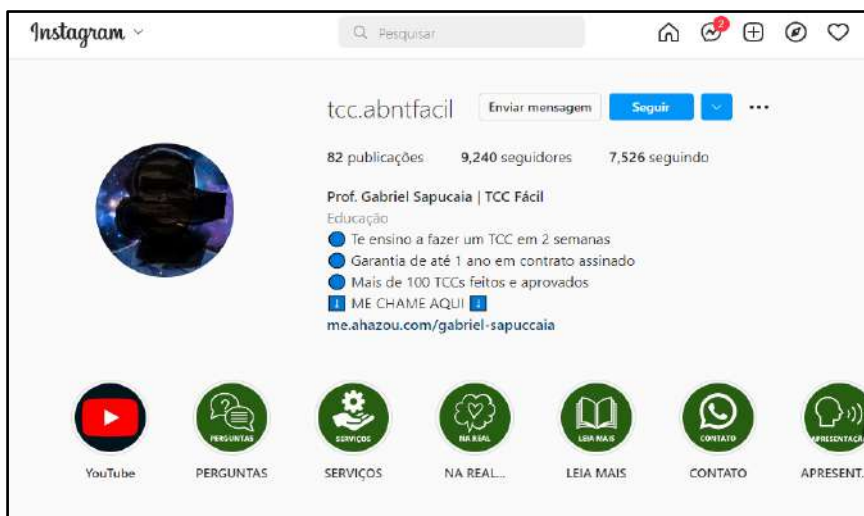 Instagram
Pesquisar
2
tcc.abntfacil Enviar mensagem Seguir
82 publicações 9,240 seguidores 7,526 seguindo
Prof. Gabriel Sapucaia | TCC Fácil
Educação
Te ensino a fazer um TCC em 2 semanas
Garantia de até 1 ano em contrato assinado
Mais de 100 TCCs feitos e aprovados
ME CHAME AQUI
me.ahazou.com/gabriel-sapuccaia
PERGUNTAS SERVIÇOS NA REAL LEIA MAIS CONTATO APRESENTAÇÃ
YouTube PERGUNTAS SERVIÇOS NA REAL... LEIA MAIS CONTATO APRESENT...